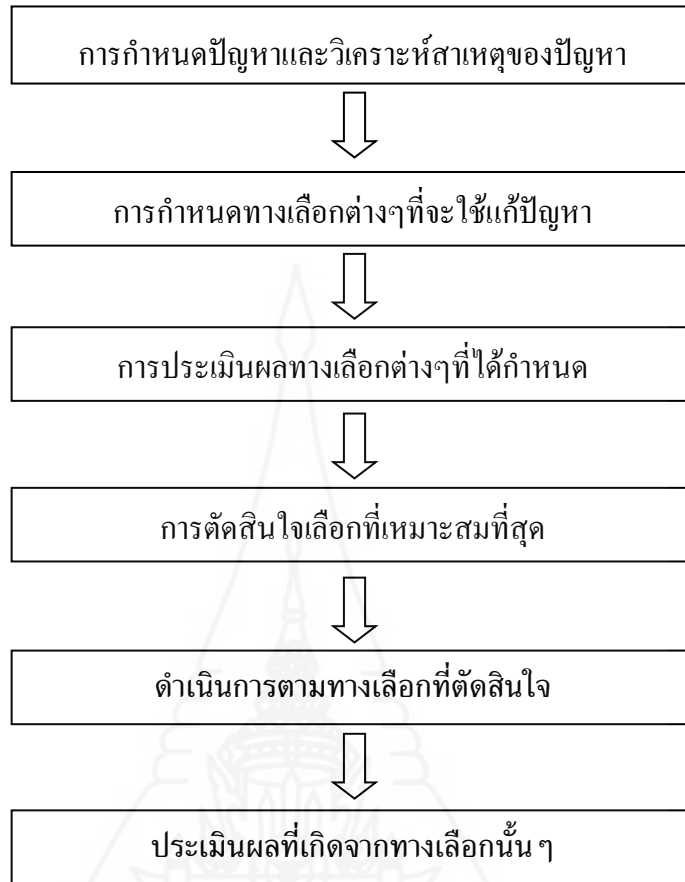 การกำหนดปัญหาและวิเคราะห์สาเหตุของปัญหา
การกำหนดทางเลือกต่างๆที่จะใช้แก้ปัญหา
การประเมินผลทางเลือกต่างๆที่ได้กำหนด
การตัดสินใจเลือกที่เหมาะสมที่สุด
ดำเนินการตามทางเลือกที่ตัดสินใจ
ประเมินผลที่เกิดจากทางเลือกนั้น ๆ